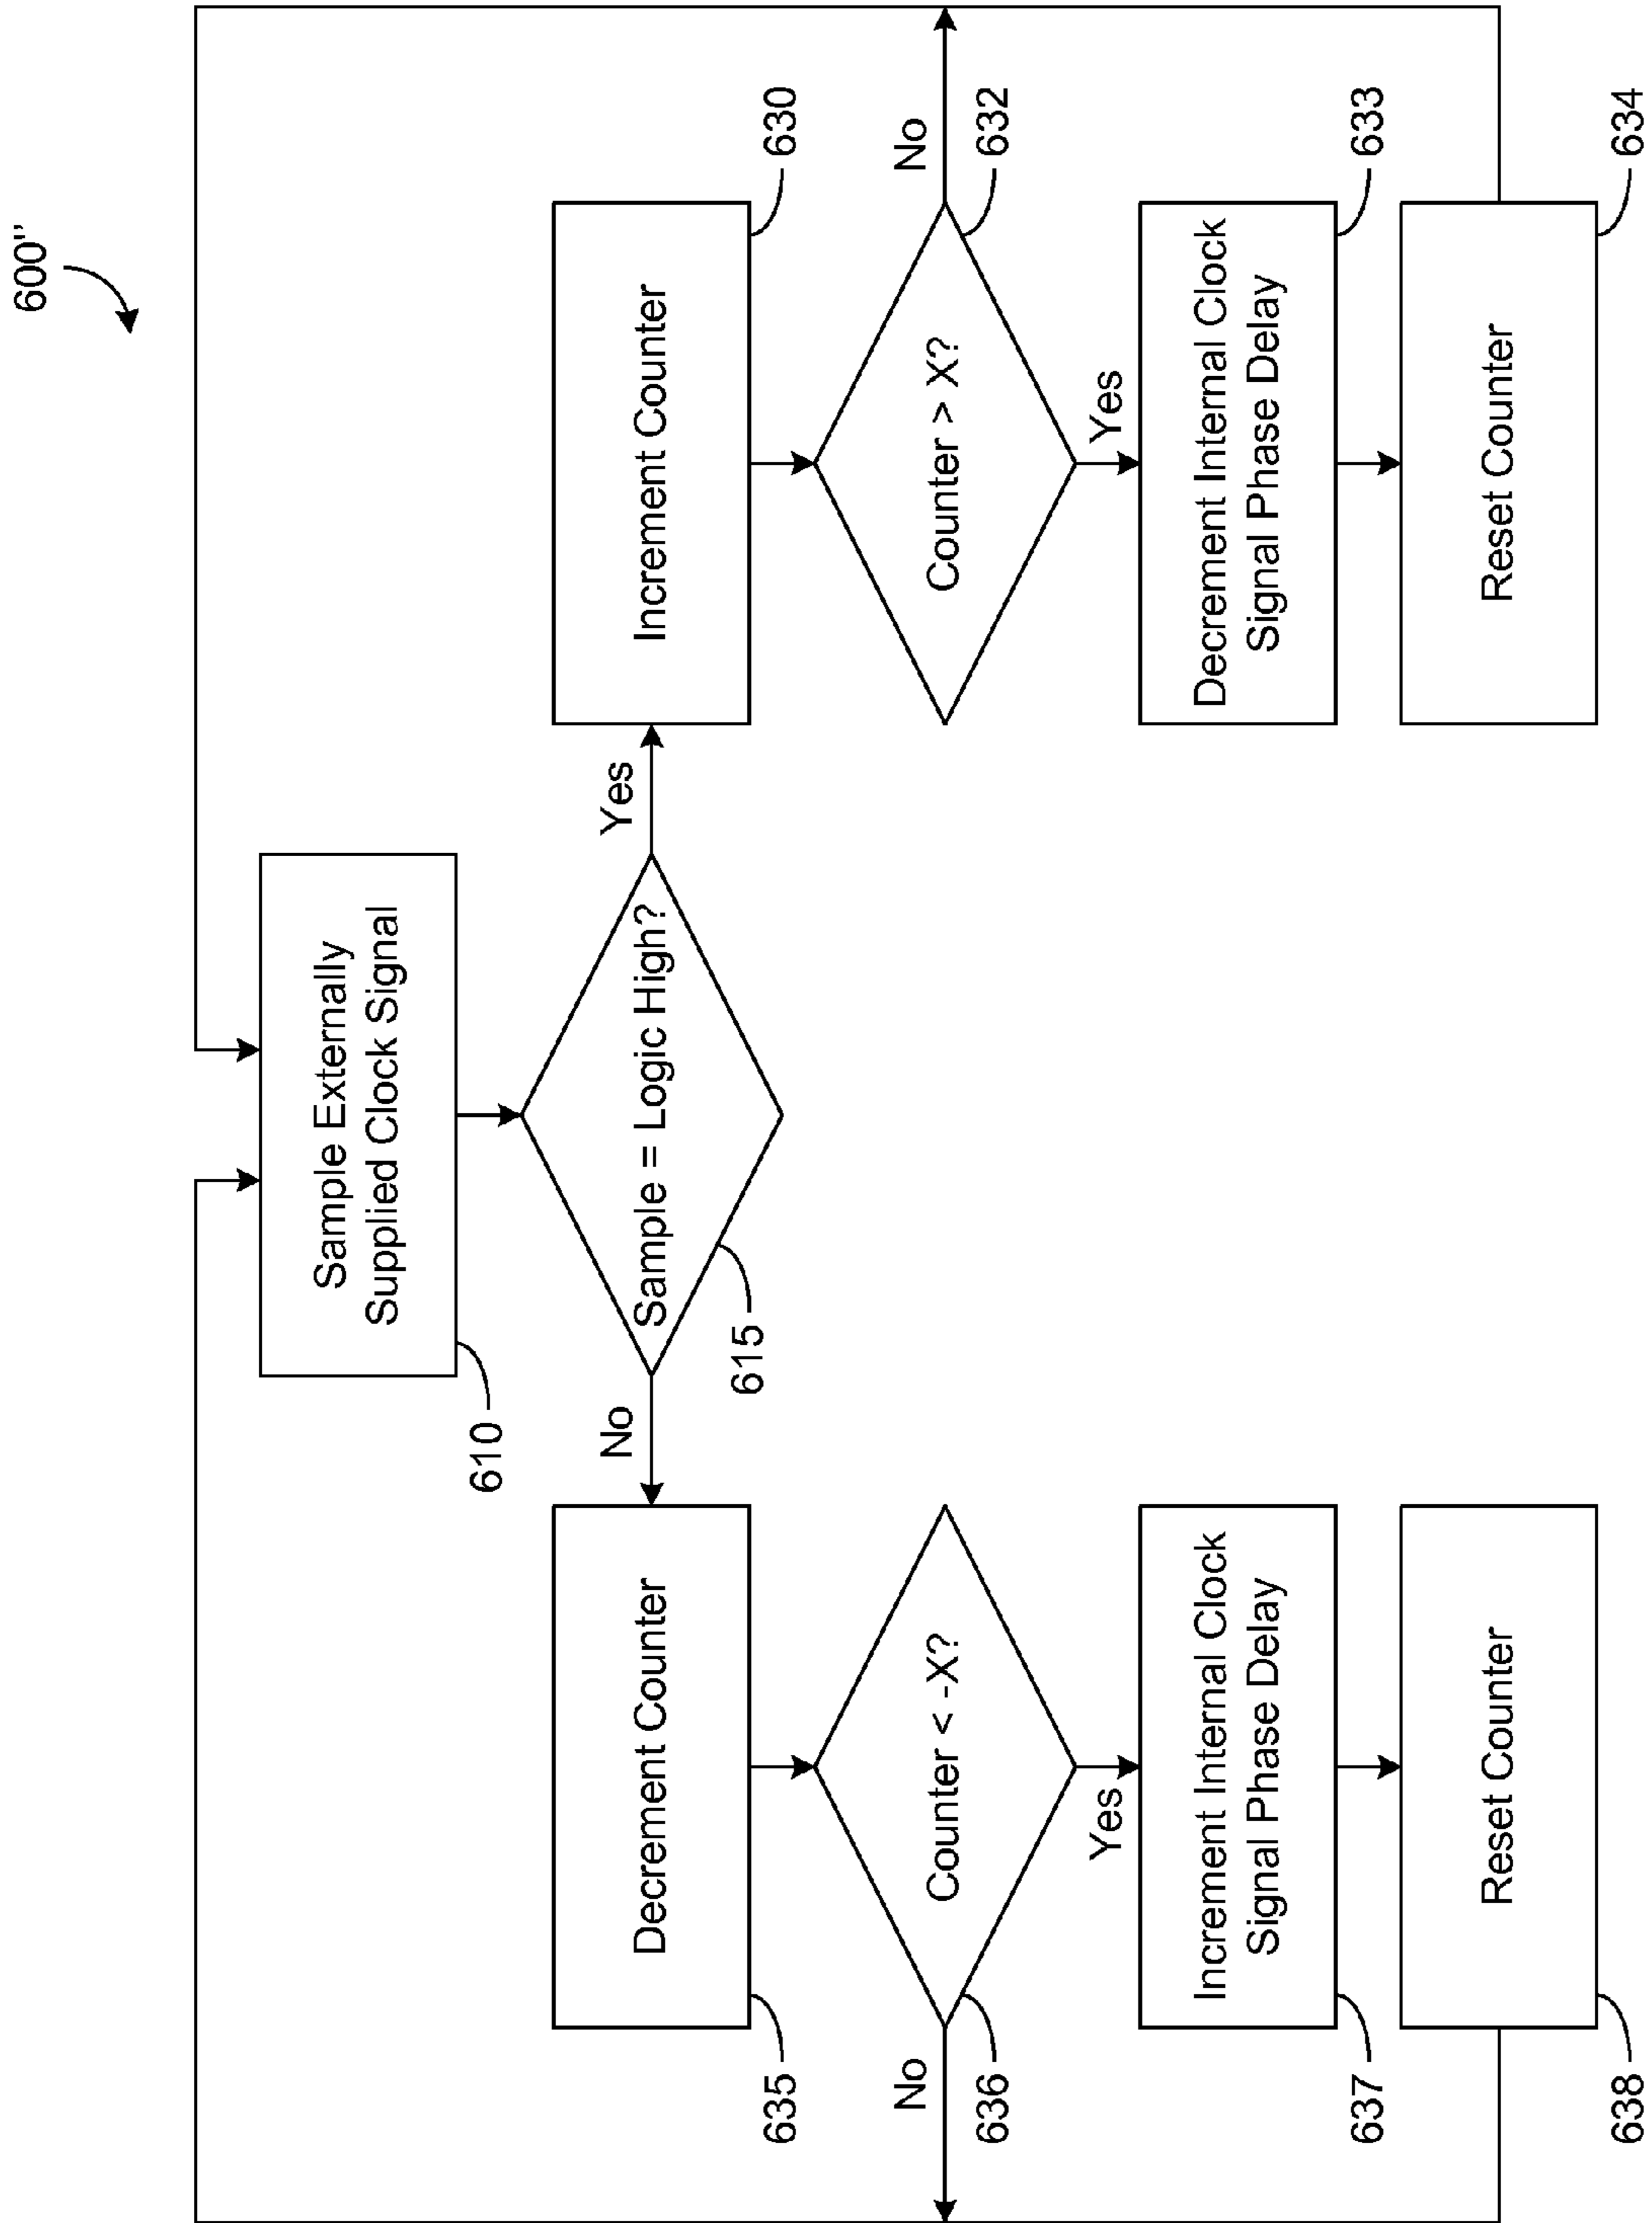 600"
Sample Externally
Supplied Clock Signal
610
Sample = Logic High?
615
No
Yes
Decrement Counter
635
Increment Counter
630
Counter < -X?
No
636
Yes
Counter > X?
No
632
Yes
Increment Internal Clock
Signal Phase Delay
637
Decrement Internal Clock
Signal Phase Delay
633
Reset Counter
638
Reset Counter
634